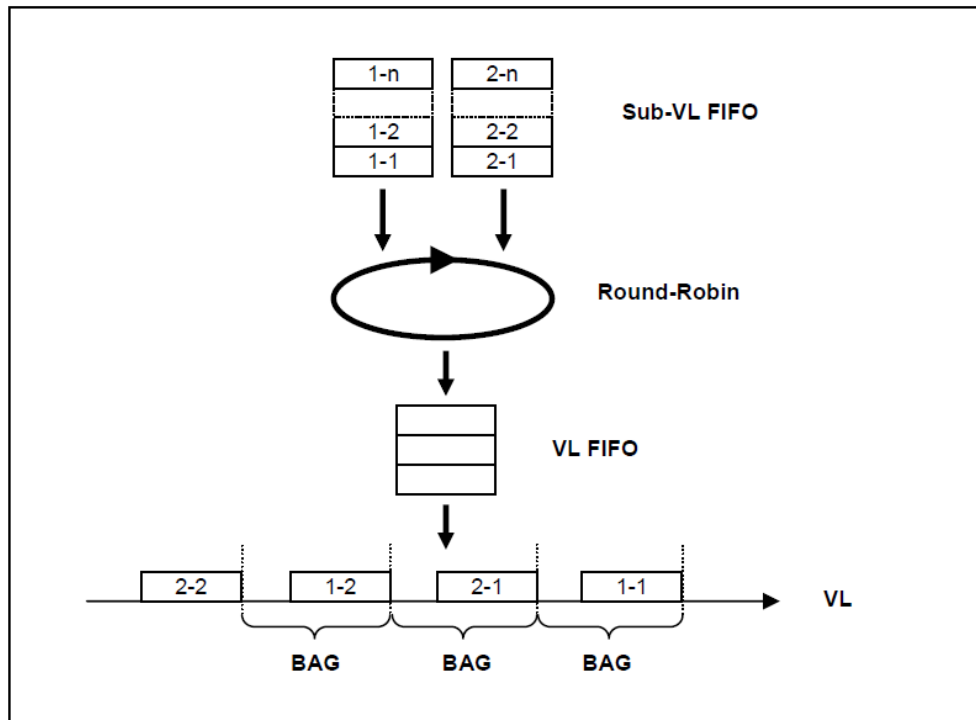 1-n 2-n
Sub-VL FIFO
1-2 2-2
1-1 2-1
Round-Robin
VL FIFO
2-2 1-2 2-1 1-1
VL
BAG BAG BAG